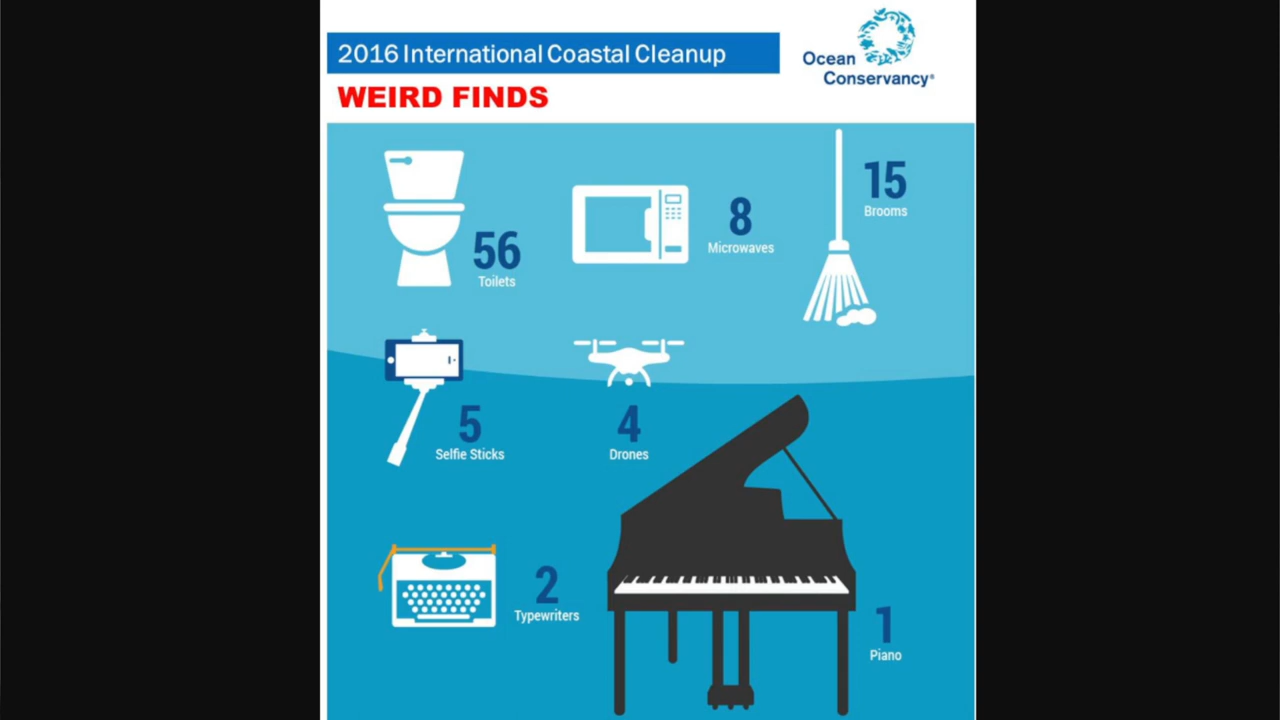 2016 International Coastal Cleanup
Ocean
Conservancy®
WEIRD FINDS
56
Toilets
8
Microwaves
15
Brooms
5
Selfie Sticks
4
Drones
2
Typewriters
1
Piano